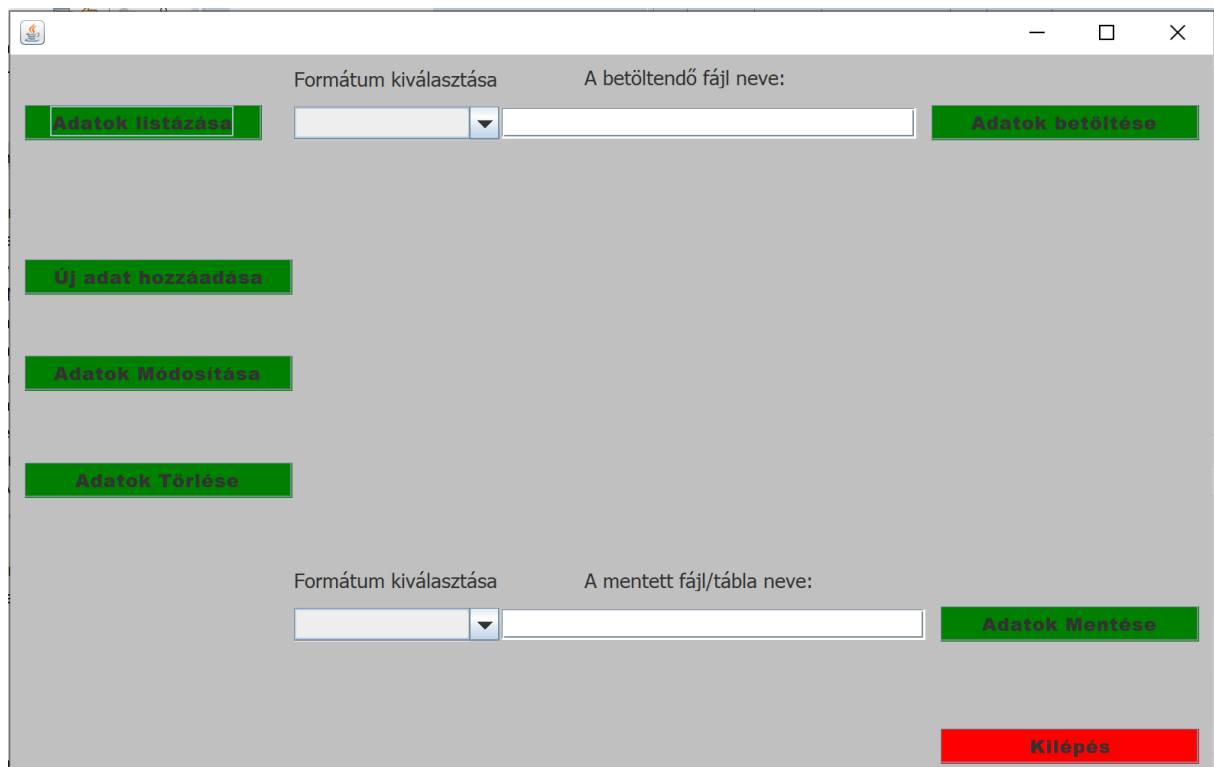 Formátum kiválasztása
A betöltendő fájl neve:
Adatok listázása
Adatok betöltése
Új adat hozzáadása
Adatok Módosítása
Adatok Törlése
Formátum kiválasztása
A mentett fájl/tábla neve:
Adatok Mentése
Kilépés